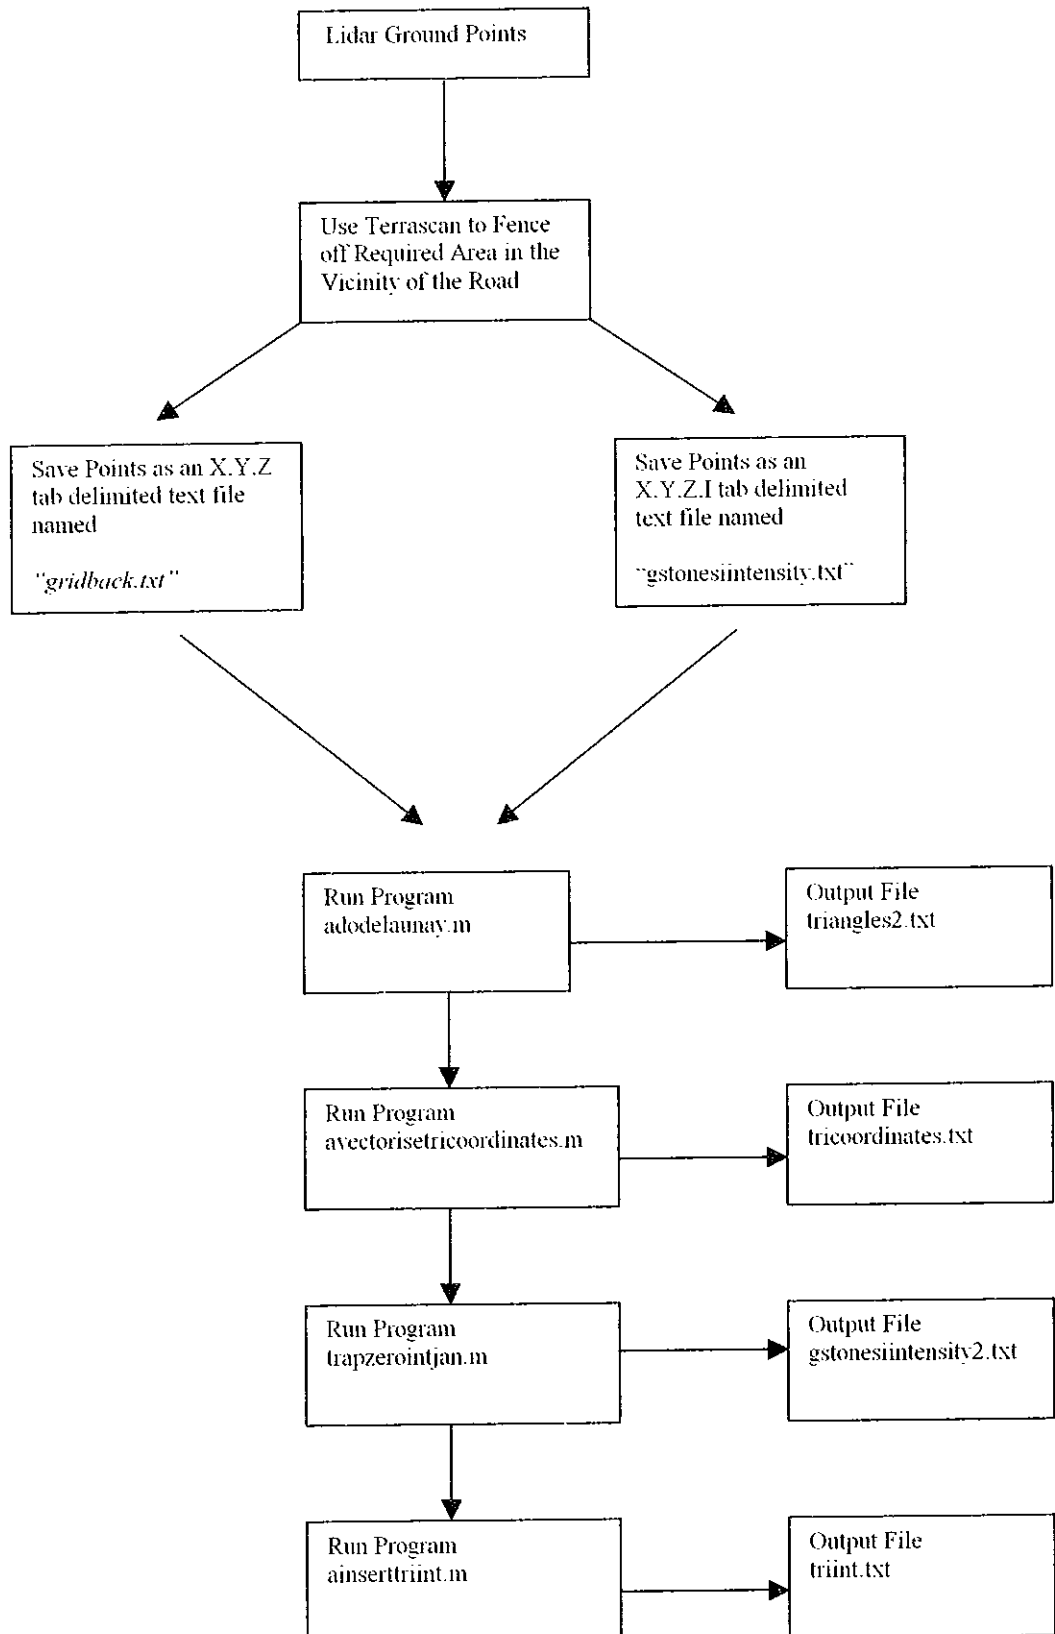 Lidar Ground Points
Use Terrascan to Fence
off Required Area in the
Vicinity of the Road
Save Points as an X.Y.Z
tab delimited text file
named
"gridback.txt"
Save Points as an
X.Y.Z.I tab delimited
text file named
"gstonesiintensity.txt"
Run Program
adodelaunay.m
Output File
triangles2.txt
Run Program
avectorisetricoordinates.m
Output File
tricoordinates.txt
Run Program
trapzerointjan.m
Output File
gstonesiintensity2.txt
Run Program
ainserttriint.m
Output File
triint.txt